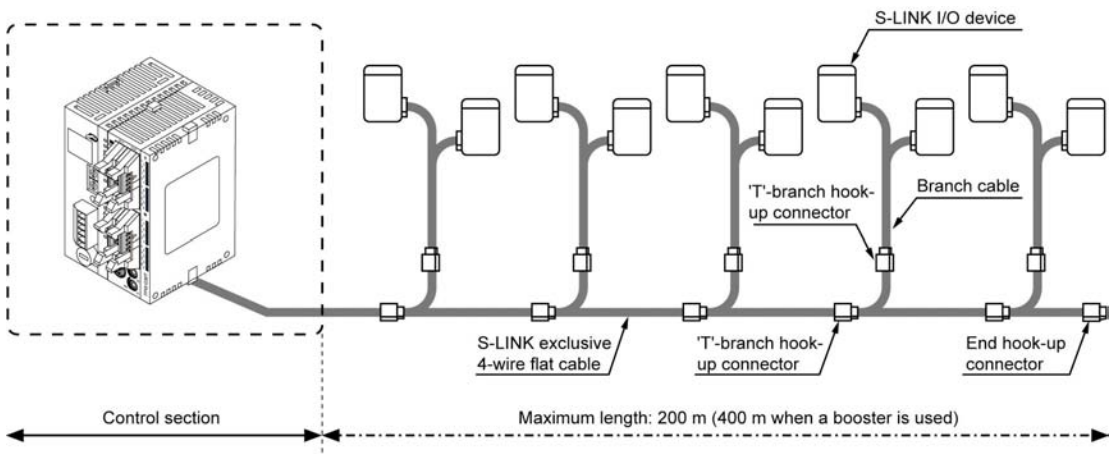 S-LINK I/O device
'T'-branch hook-
up connector
Branch cable
S-LINK exclusive
4-wire flat cable
'T'-branch hook-
up connector
End hook-up
connector
Control section
Maximum length: 200 m (400 m when a booster is used)